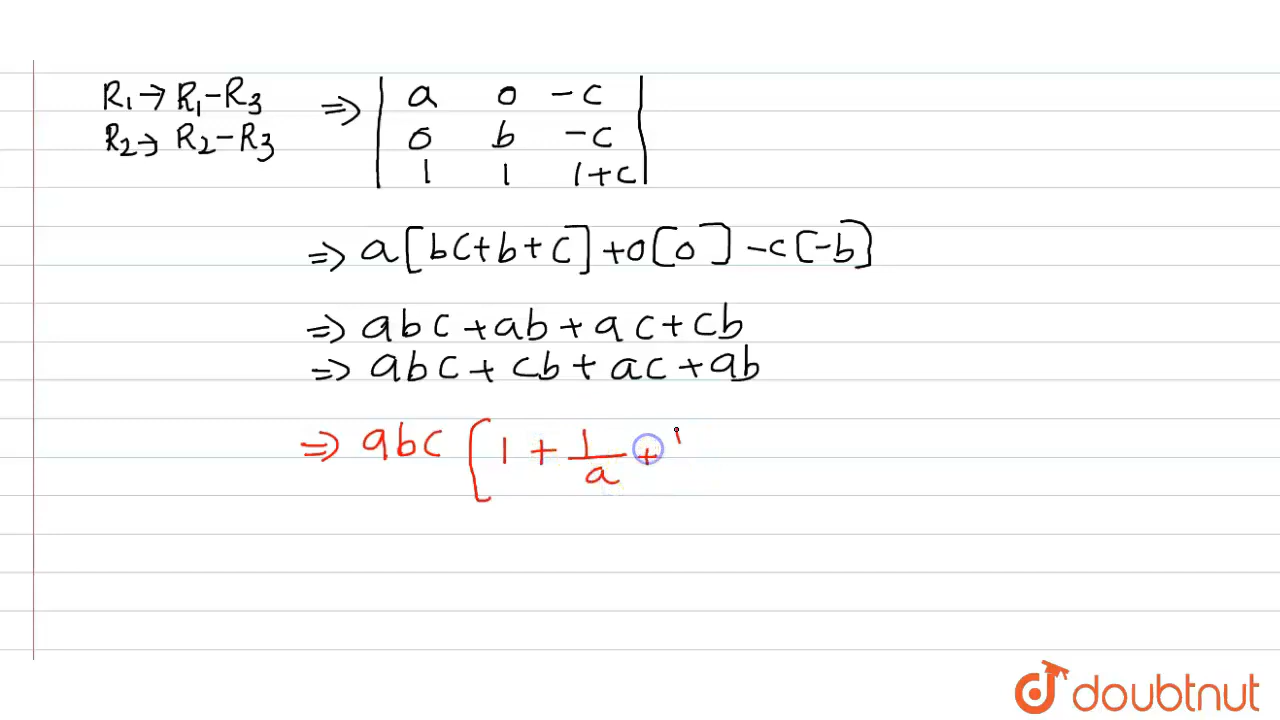 R1→R1-R3 ⇒ | a 0 -c |
R2→R2-R3 | 0 b -c |
| 1 1 1+c |
⇒ a[bc+b+c]+0[0]-c[-b]
⇒ abc+ab+ac+cb
⇒ abc+cb+ac+ab
⇒ abc[1+1/a+1
doubtnut